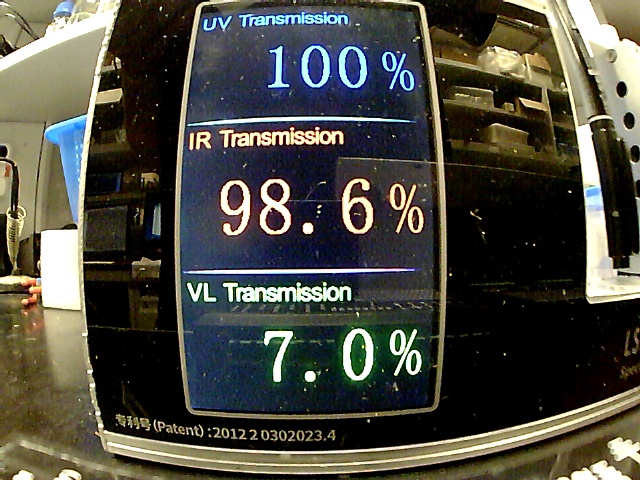 UV Transmission
100%
IR Transmission
98.6%
VL Transmission
7.0%
专利号(Patent):2012 2 0302023.4
LS